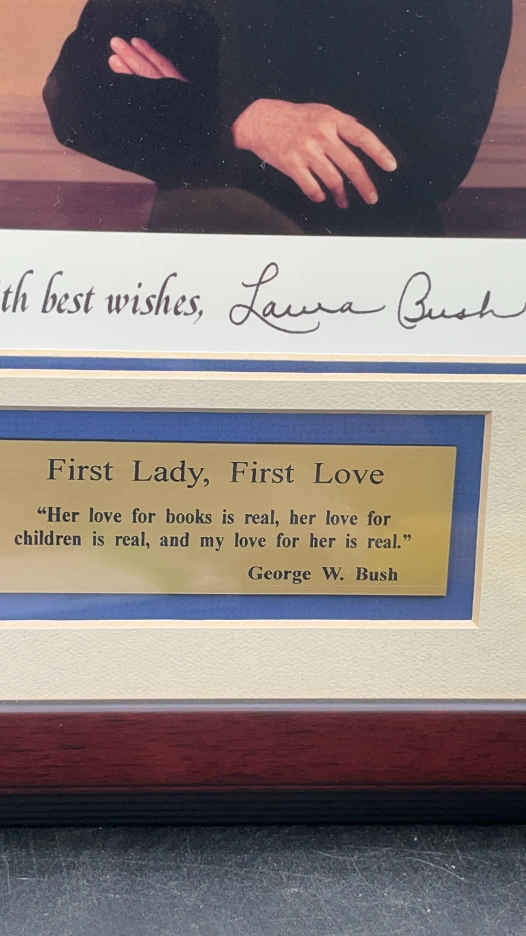 best wishes, Laura Bush
First Lady, First Love
“Her love for books is real, her love for
children is real, and my love for her is real.”
George W. Bush